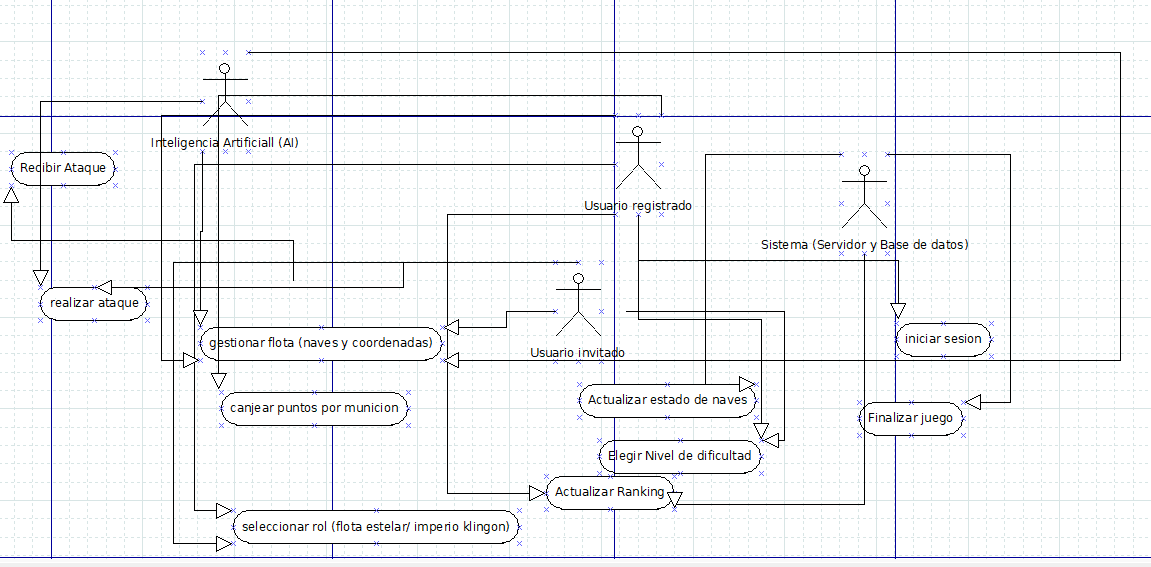 Inteligencia Artificiall (AI)
Recibir Ataque
Usuario registrado
Sistema (Servidor y Base de datos)
realizar ataque
gestionar flota (naves y coordenadas)
iniciar sesion
Usuario invitado
canjear puntos por municion
Actualizar estado de naves
Finalizar juego
Elegir Nivel de dificultad
Actualizar Ranking
seleccionar rol (flota estelar/ imperio klingon)